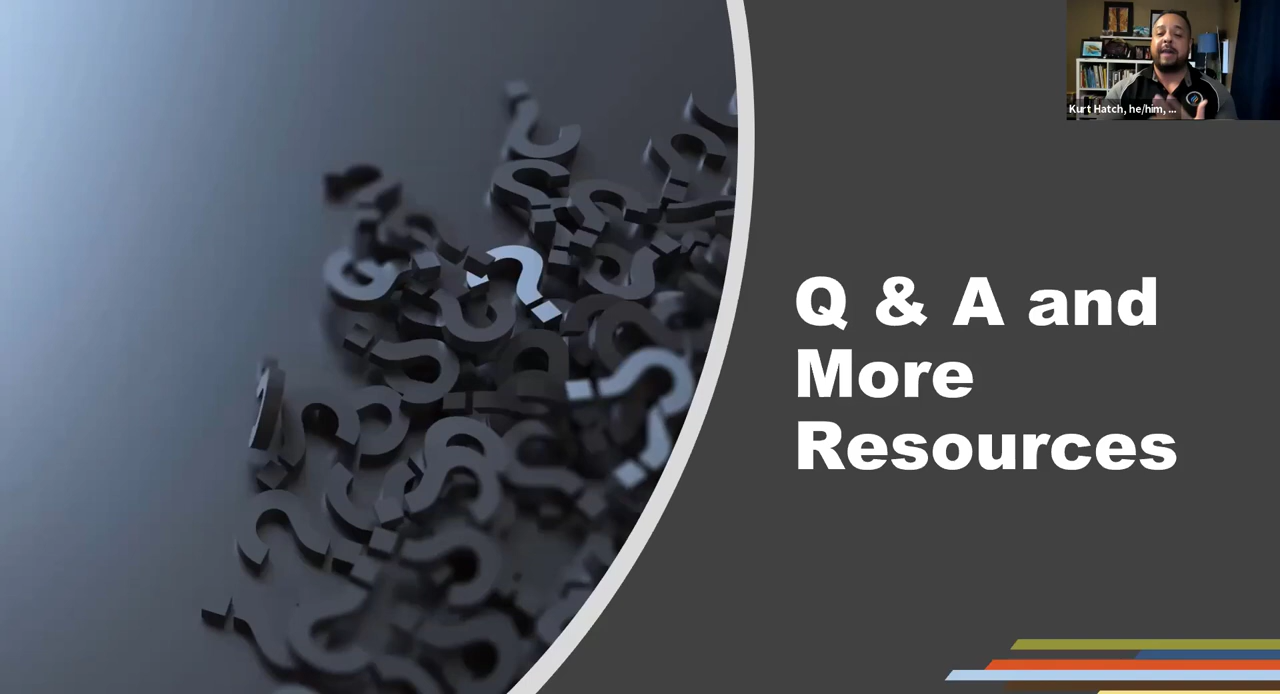 Kurt Hatch, he/him, ...
Q & A and
More
Resources